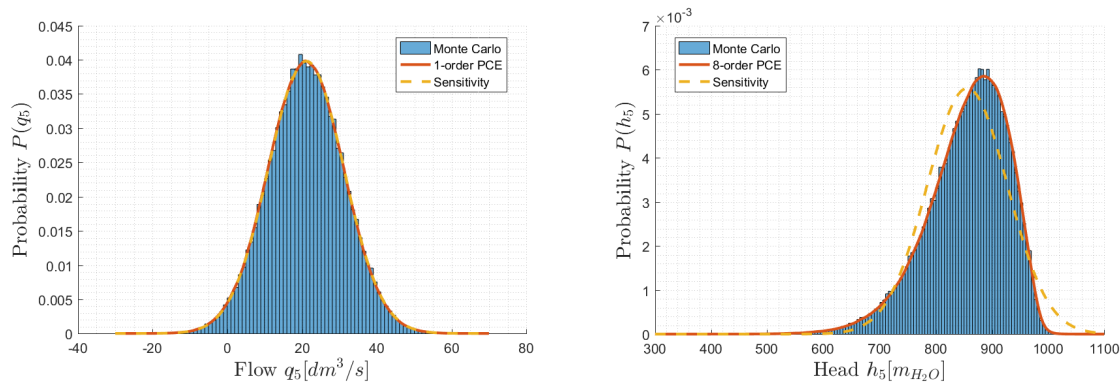 0.045
0.04
0.035
0.03
0.025
0.02
0.015
0.01
0.005
0
Probability P(q₅)
-40 -20 0 20 40 60 80
Flow q₅[dm³/s]
Monte Carlo
1-order PCE
Sensitivity
×10⁻³
7
6
5
4
3
2
1
0
Probability P(h₅)
300 400 500 600 700 800 900 1000 1100
Head h₅[m_{H₂O}]
Monte Carlo
8-order PCE
Sensitivity